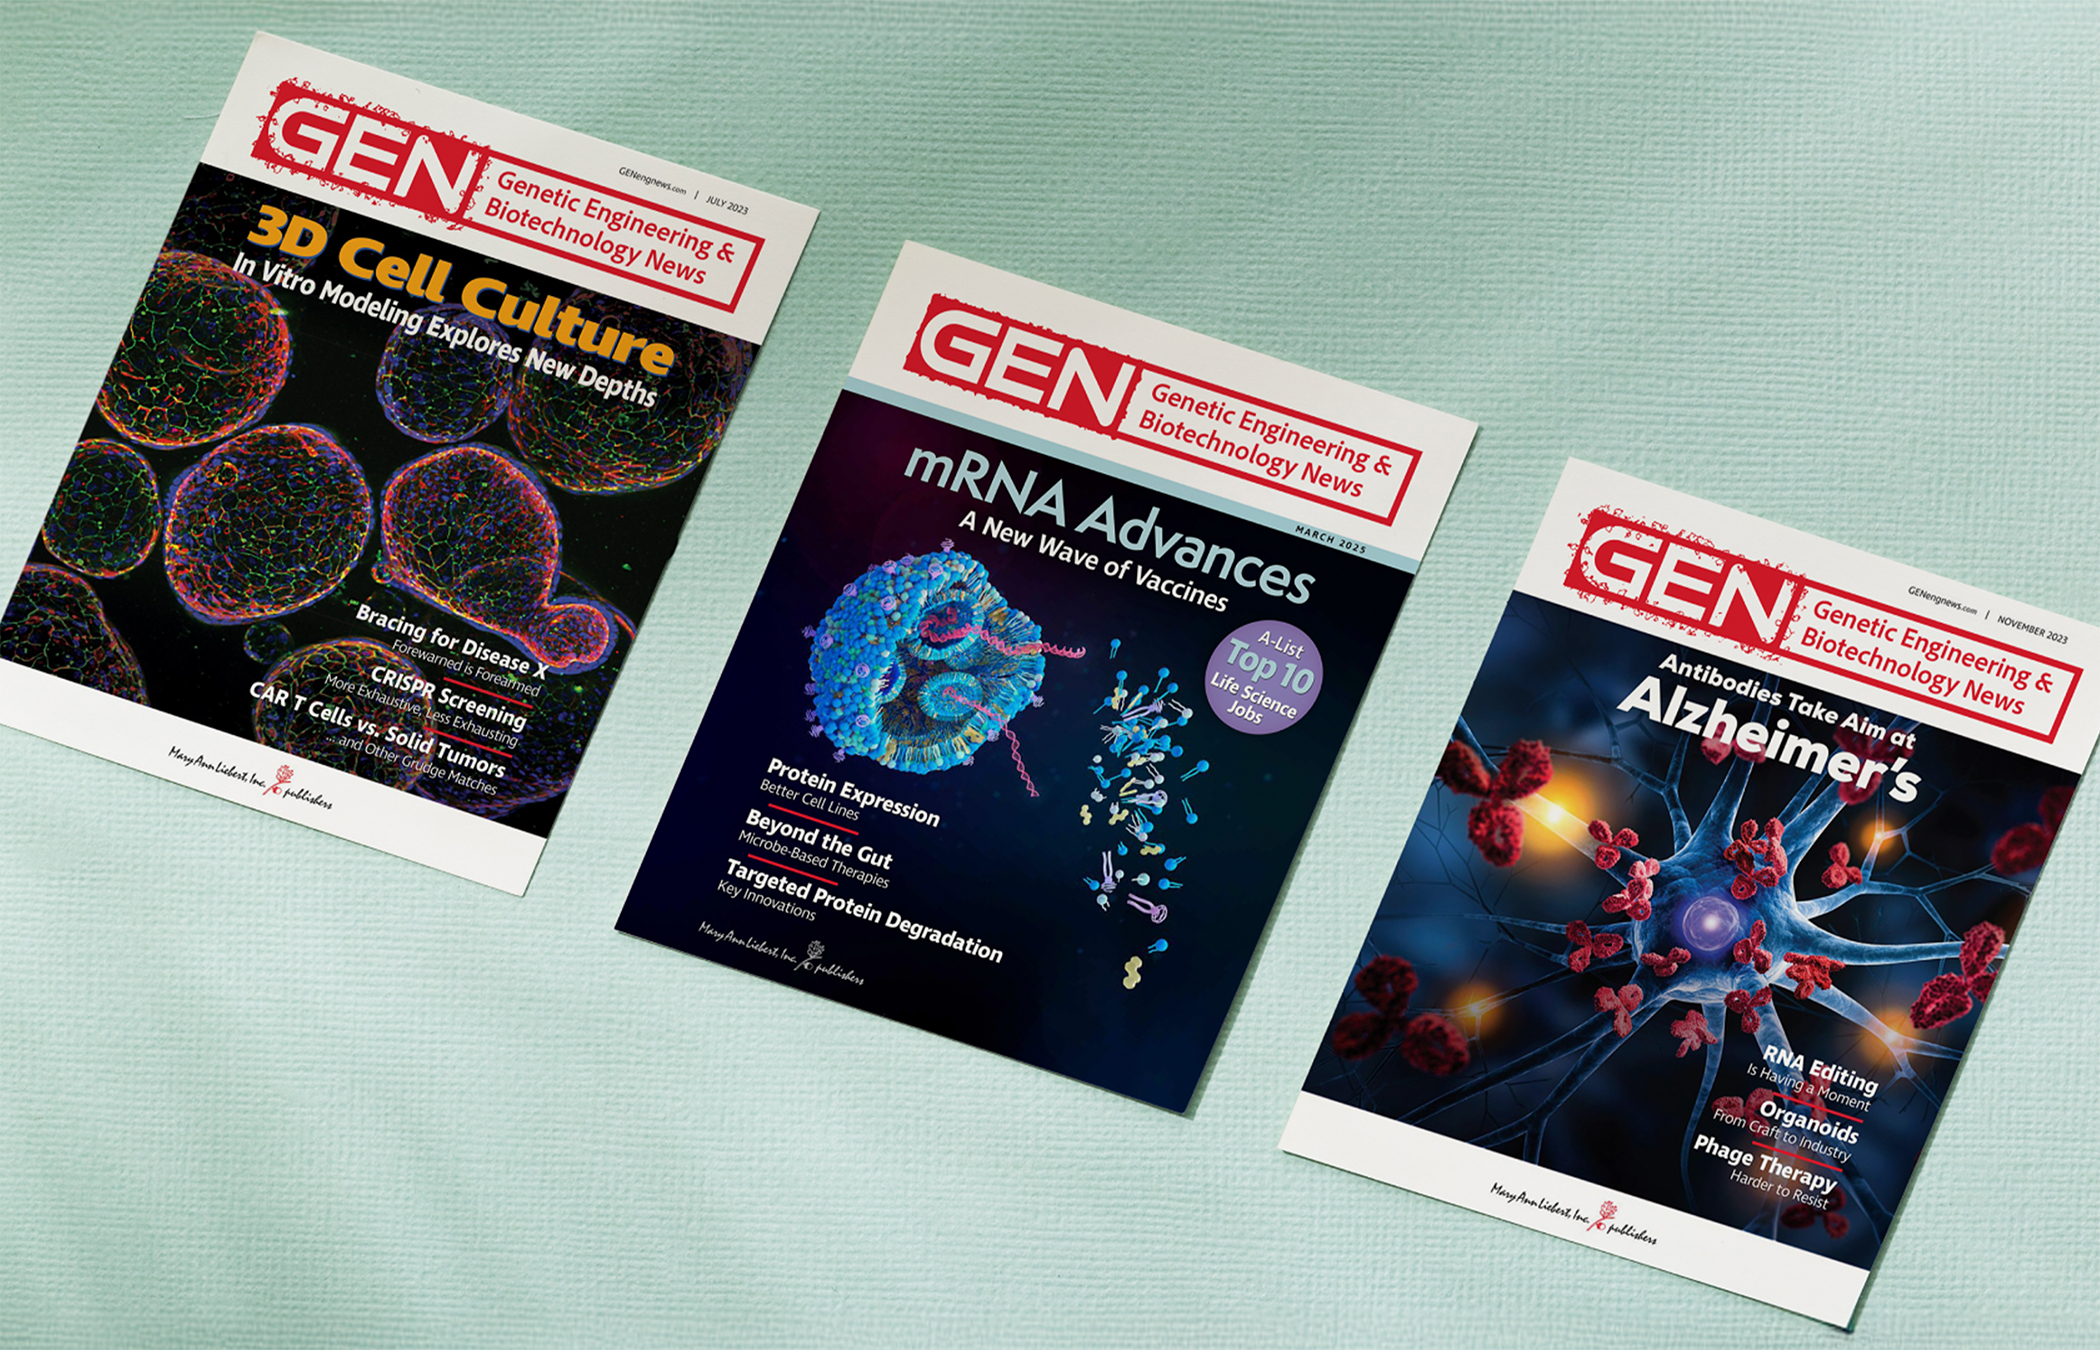 GENengnews.com | JULY 2023
GEN
Genetic Engineering &
Biotechnology News
3D Cell Culture
In Vitro Modeling Explores New Depths
Bracing for Disease X
Forewarned is Forearmed
CRISPR Screening
More Exhaustive, Less Exhausting
CAR T Cells vs. Solid Tumors
... and Other Grudge Matches
Mary Ann Liebert, Inc. publishers
GEN
Genetic Engineering &
Biotechnology News
MARCH 2025
mRNA Advances
A New Wave of Vaccines
A-List
Top 10
Life Science
Jobs
Protein Expression
Better Cell Lines
Beyond the Gut
Microbe-Based Therapies
Targeted Protein Degradation
Key Innovations
Mary Ann Liebert, Inc. publishers
GENengnews.com | NOVEMBER 2023
GEN
Genetic Engineering &
Biotechnology News
Antibodies Take Aim at
Alzheimer's
RNA Editing
Is Having a Moment
Organoids
From Craft to Industry
Phage Therapy
Harder to Resist
Mary Ann Liebert, Inc. publishers